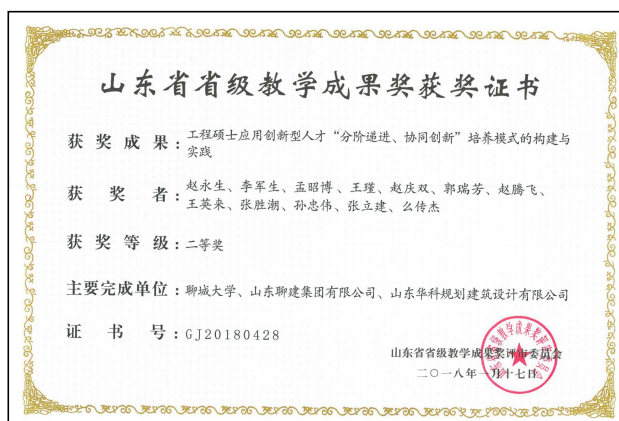 山东省省级教学成果奖获奖证书
获奖成果：工程硕士应用创新型人才“分阶递进、协同创新”培养模式的构建与
实践
获奖者：赵永生、李军生、孟昭博、王瑾、赵庆双、郭瑞芳、赵腾飞、
王英来、张胜潮、孙忠伟、张立建、么传杰
获奖等级：二等奖
主要完成单位：聊城大学、山东聊建集团有限公司、山东华科规划建筑设计有限公司
证书号：GJ20180428
山东省省级教学成果奖评审委员会
二〇一八年一月十七日